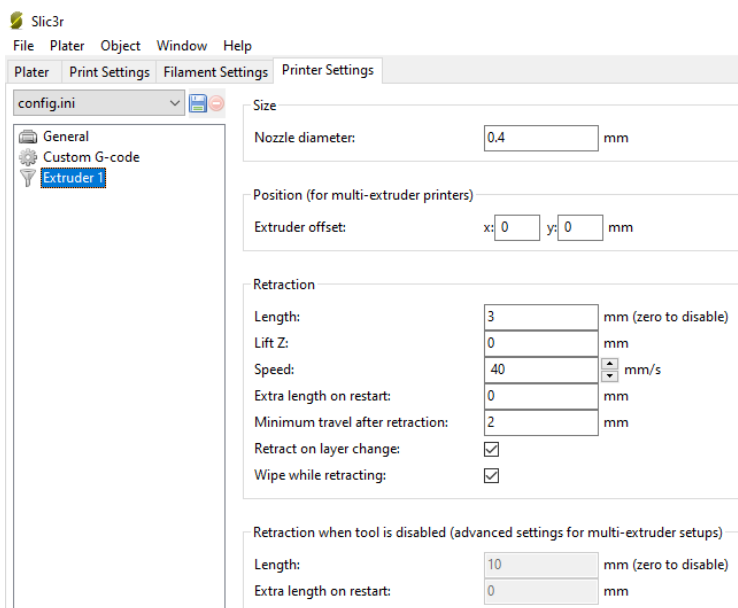 Slic3r
File Plater Object Window Help
Plater Print Settings Filament Settings Printer Settings
config.ini
General
Custom G-code
Extruder 1
Size
Nozzle diameter: 0.4 mm
Position (for multi-extruder printers)
Extruder offset: x: 0 y: 0 mm
Retraction
Length: 3 mm (zero to disable)
Lift Z: 0 mm
Speed: 40 mm/s
Extra length on restart: 0 mm
Minimum travel after retraction: 2 mm
Retract on layer change:
Wipe while retracting:
Retraction when tool is disabled (advanced settings for multi-extruder setups)
Length: 10 mm (zero to disable)
Extra length on restart: 0 mm